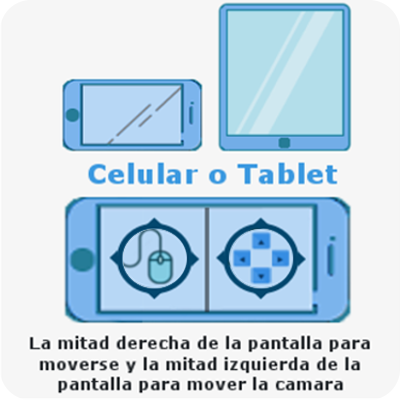 Celular o Tablet
La mitad derecha de la pantalla para
moverse y la mitad izquierda de la
pantalla para mover la camara